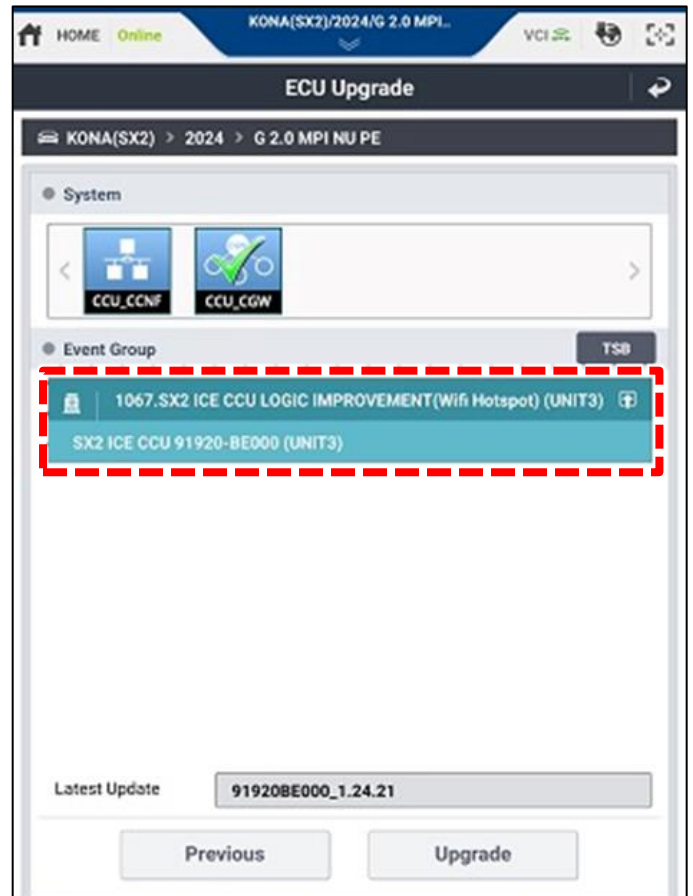 HOME Online KONA(SX2)/2024/G 2.0 MPI.. VCI
ECU Upgrade
KONA(SX2) > 2024 > G 2.0 MPI NU PE
System
< CCU_CCNF CCU_CGW >
Event Group TSB
1067.SX2 ICE CCU LOGIC IMPROVEMENT(Wifi Hotspot) (UNIT3)
SX2 ICE CCU 91920-BE000 (UNIT3)
Latest Update 91920BE000_1.24.21
Previous Upgrade